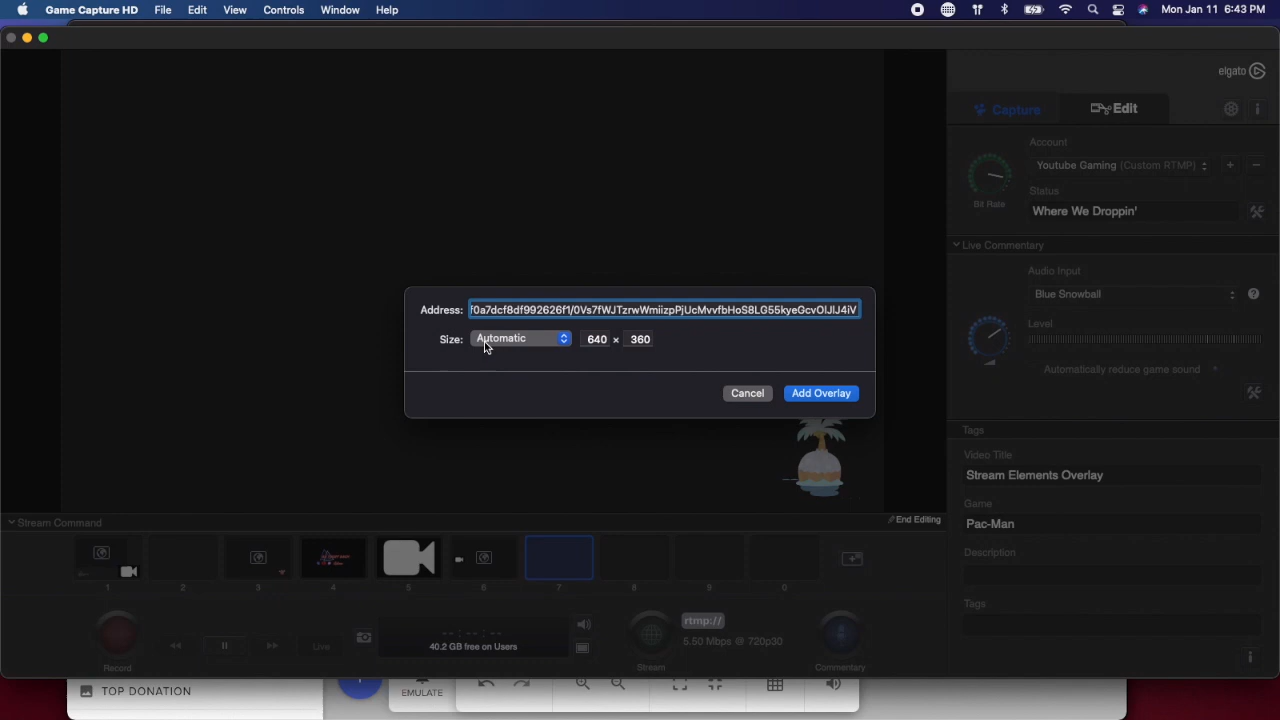 Game Capture HD File Edit View Controls Window Help Mon Jan 11 6:43 PM
elgato
Capture Edit
Account
Youtube Gaming (Custom RTMP) + −
Bit Rate
Status
Where We Droppin'
Live Commentary
Audio Input
Blue Snowball
Level
Automatically reduce game sound
Address: f0a7dcf8df992626f1/0Vs7fWJTzrwWmiizpPjUcMvvfbHoS8LG55kyeGcvOlJIJ4iV
Size: Automatic 640 × 360
Cancel Add Overlay
Tags
Video Title
Stream Elements Overlay
Game
Pac-Man
Description
Tags
Stream Command End Editing
1 2 3 4 5 6 7 8 9 0
Record
Live
--:--:--
40.2 GB free on Users
Stream
rtmp://
5.50 Mbps @ 720p30
Commentary
TOP DONATION
EMULATE